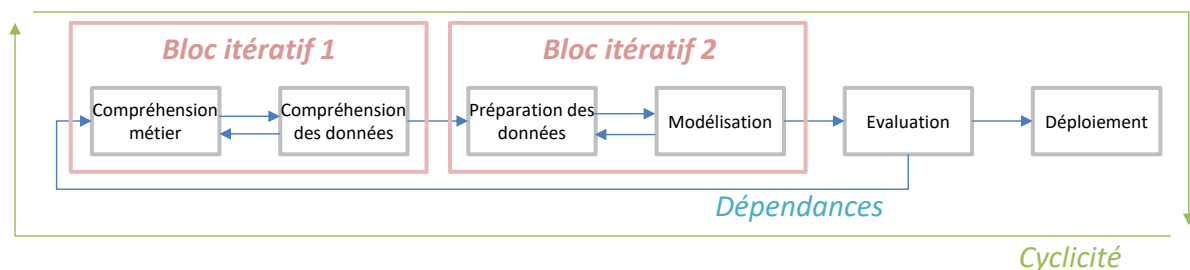 Bloc itératif 1
Bloc itératif 2
Compréhension
métier
Compréhension
des données
Préparation des
données
Modélisation
Evaluation
Déploiement
Dépendances
Cyclicité